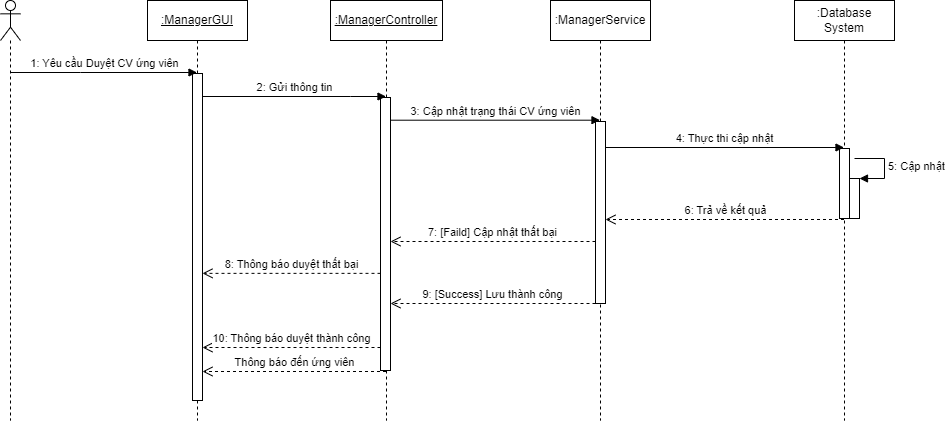 :ManagerGUI
:ManagerController
:ManagerService
:Database
System
1: Yêu cầu Duyệt CV ứng viên
2: Gửi thông tin
3: Cập nhật trạng thái CV ứng viên
4: Thực thi cập nhật
5: Cập nhật
6: Trả về kết quả
7: [Faild] Cập nhật thất bại
8: Thông báo duyệt thất bại
9: [Success] Lưu thành công
10: Thông báo duyệt thành công
Thông báo đến ứng viên